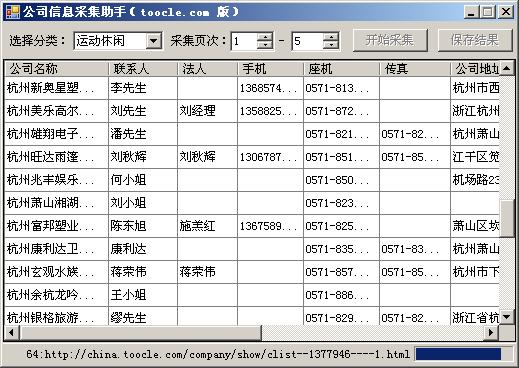 公司信息采集助手(toocle.com 版)
选择分类： 运动休闲 采集页次： 1 - 5 开始采集 保存结果
公司名称 联系人 法人 手机 座机 传真 公司地址
杭州新奥星塑... 李先生 1368574... 0571-813... 杭州市西
杭州美乐高尔... 刘先生 刘经理 1358825... 0571-872... 浙江杭州
杭州雄翔电子... 潘先生 0571-821... 0571-82... 杭州萧山
杭州旺达雨篷... 刘秋辉 刘秋辉 1306787... 0571-851... 0571-85... 江干区笕
杭州兆丰娱乐... 何小姐 0571-850... 机场路23
杭州萧山湘湖... 刘小姐 0571-823...
杭州富邦塑业... 陈东旭 施羔红 1367589... 0571-825... 萧山区坎
杭州康利达卫... 康利达 0571-835... 0571-83... 杭州萧山
杭州玄观水族... 蒋荣伟 蒋荣伟 0571-857... 0571-85... 杭州市下
杭州余杭龙吟... 王小姐 0571-886...
杭州银格旅游... 缪先生 0571-829... 0571-82... 浙江省杭
64:http://china.toocle.com/company/show/clist--1377946----1.html